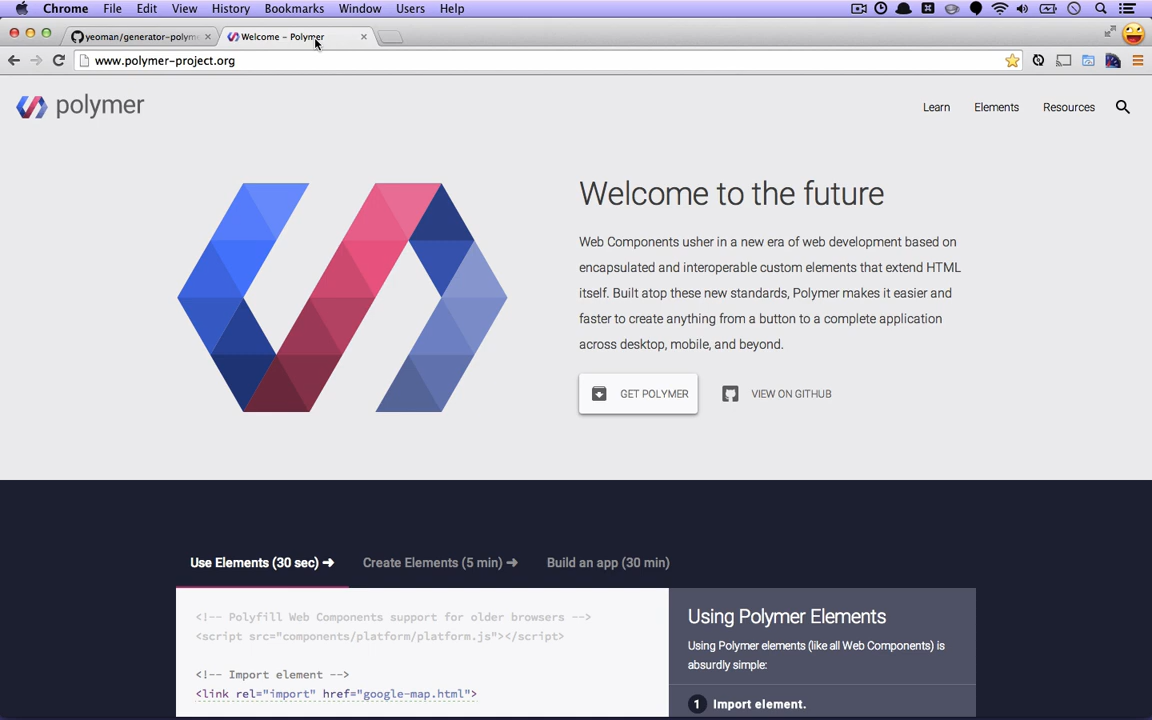 Chrome File Edit View History Bookmarks Window Users Help
yeoman/generator-polyme
Welcome – Polymer
www.polymer-project.org
polymer
Learn Elements Resources
Welcome to the future
Web Components usher in a new era of web development based on
encapsulated and interoperable custom elements that extend HTML
itself. Built atop these new standards, Polymer makes it easier and
faster to create anything from a button to a complete application
across desktop, mobile, and beyond.
GET POLYMER VIEW ON GITHUB
Use Elements (30 sec) ➜ Create Elements (5 min) ➜ Build an app (30 min)
<!-- Polyfill Web Components support for older browsers -->
<script src="components/platform/platform.js"></script>
<!-- Import element -->
<link rel="import" href="google-map.html">
Using Polymer Elements
Using Polymer elements (like all Web Components) is
absurdly simple:
1 Import element.